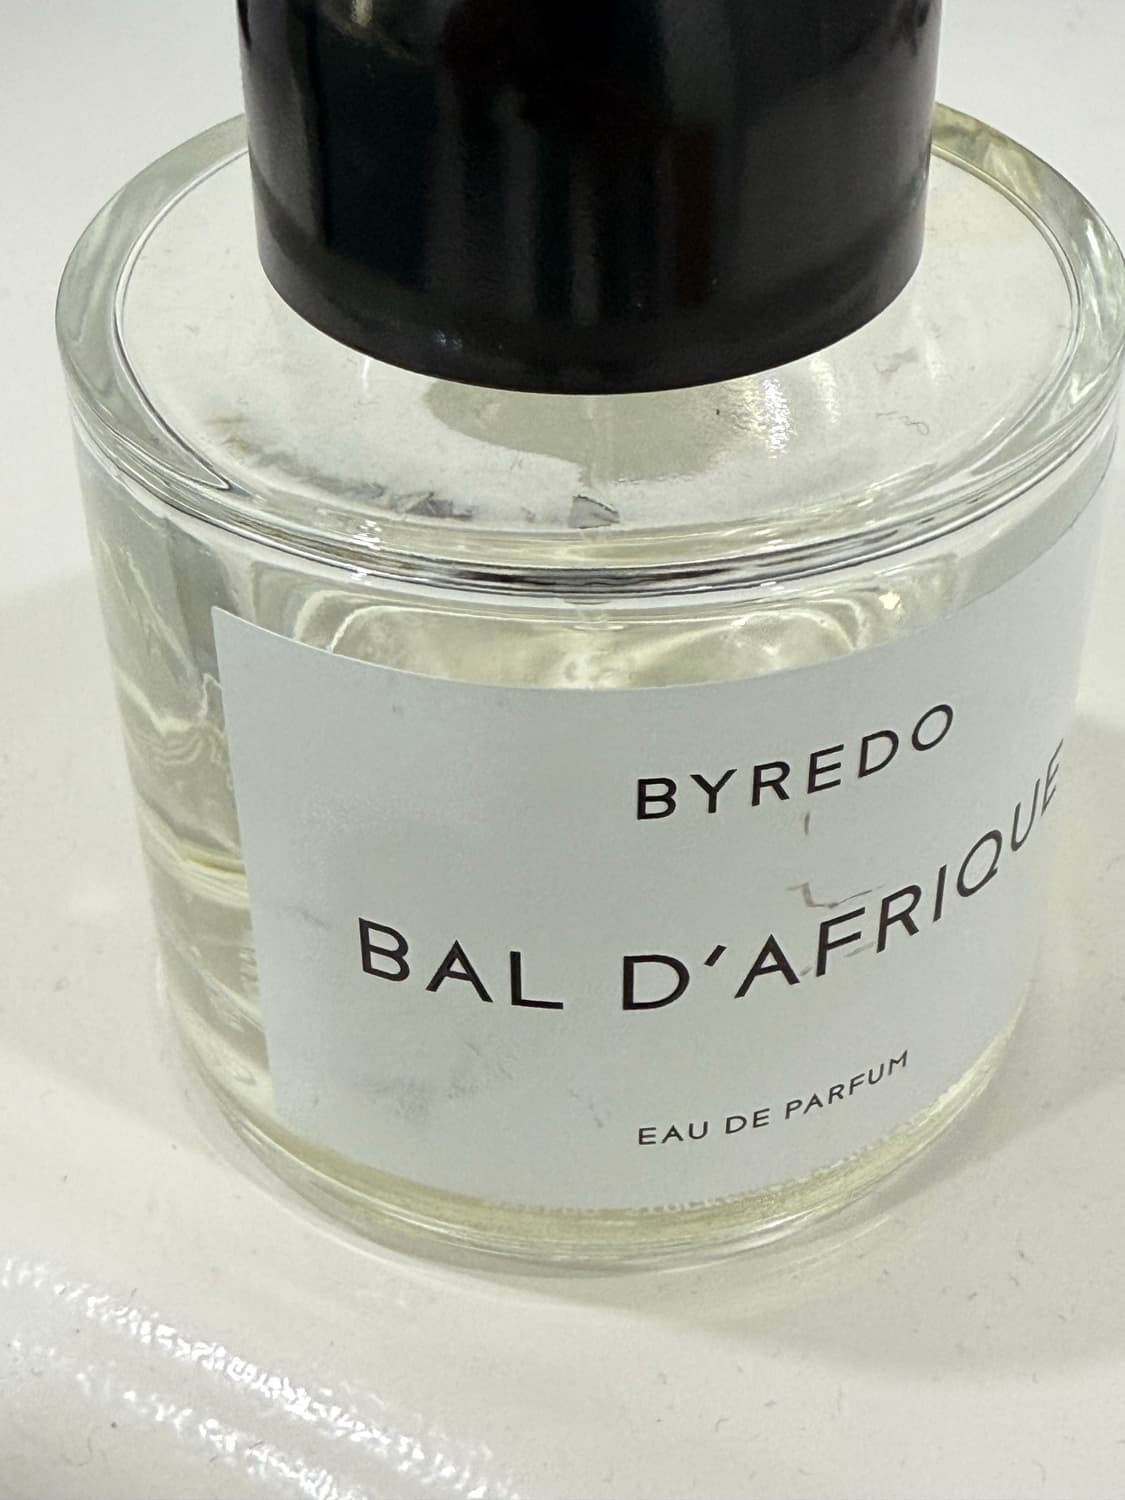 BYREDO
BAL D'AFRIQUE
EAU DE PARFUM